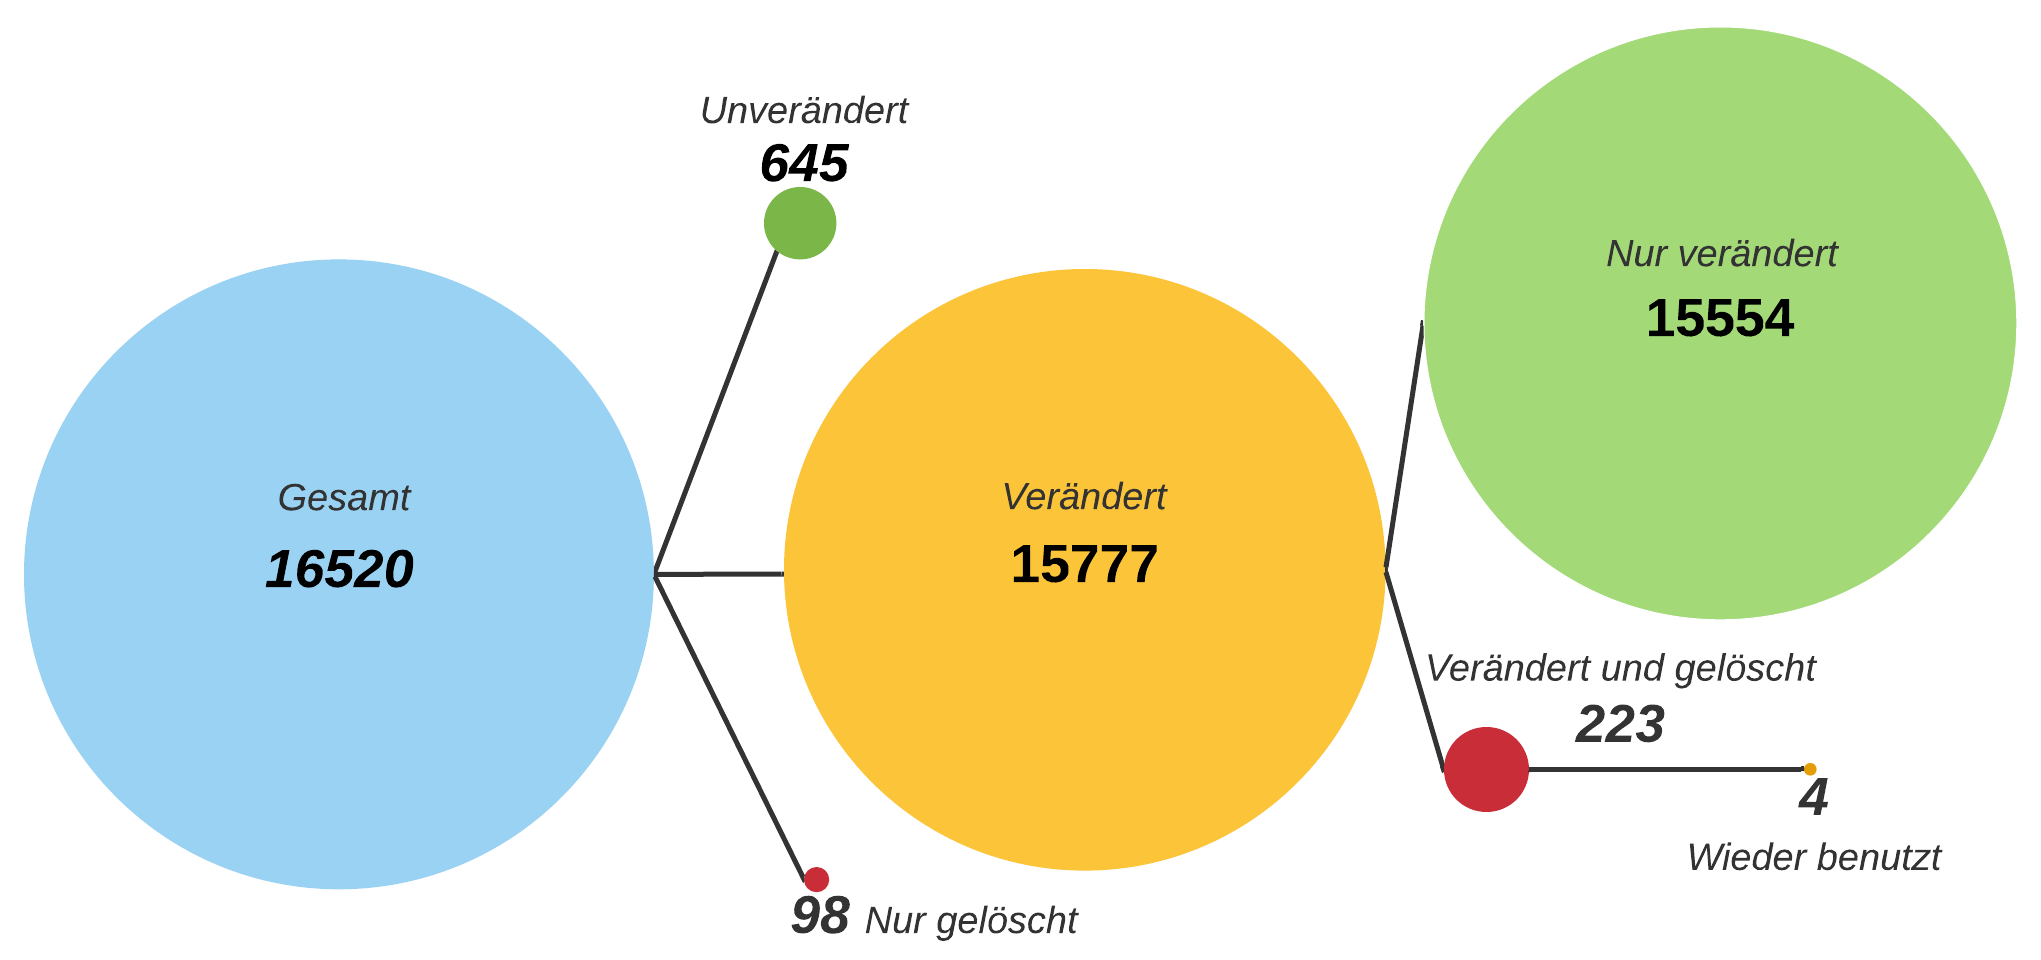 Unverändert
645
Gesamt
16520
Verändert
15777
98 Nur gelöscht
Nur verändert
15554
Verändert und gelöscht
223
4
Wieder benutzt